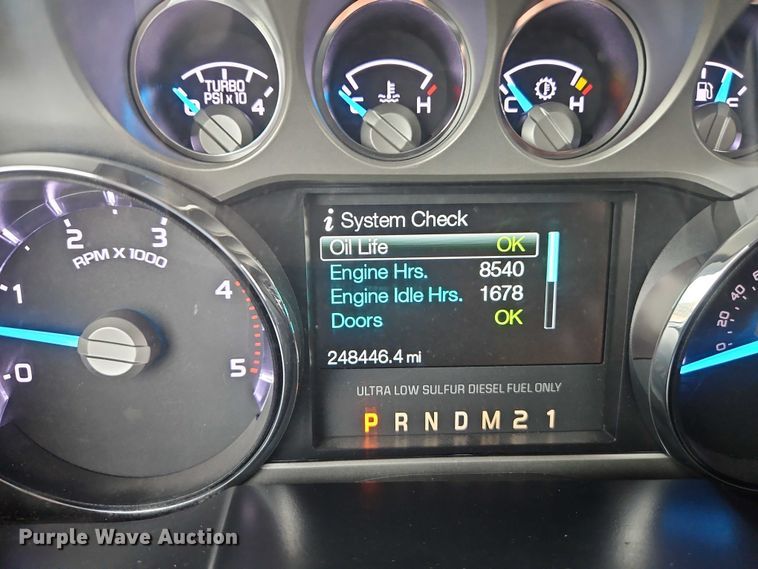 TURBO
PSI x 10
0 4
C H
C H
F
i System Check
Oil Life OK
Engine Hrs. 8540
Engine Idle Hrs. 1678
Doors OK
248446.4 mi
ULTRA LOW SULFUR DIESEL FUEL ONLY
P R N D M 2 1
0 1 2 3 4 5
RPM X 1000
0 20 40
Purple Wave Auction®